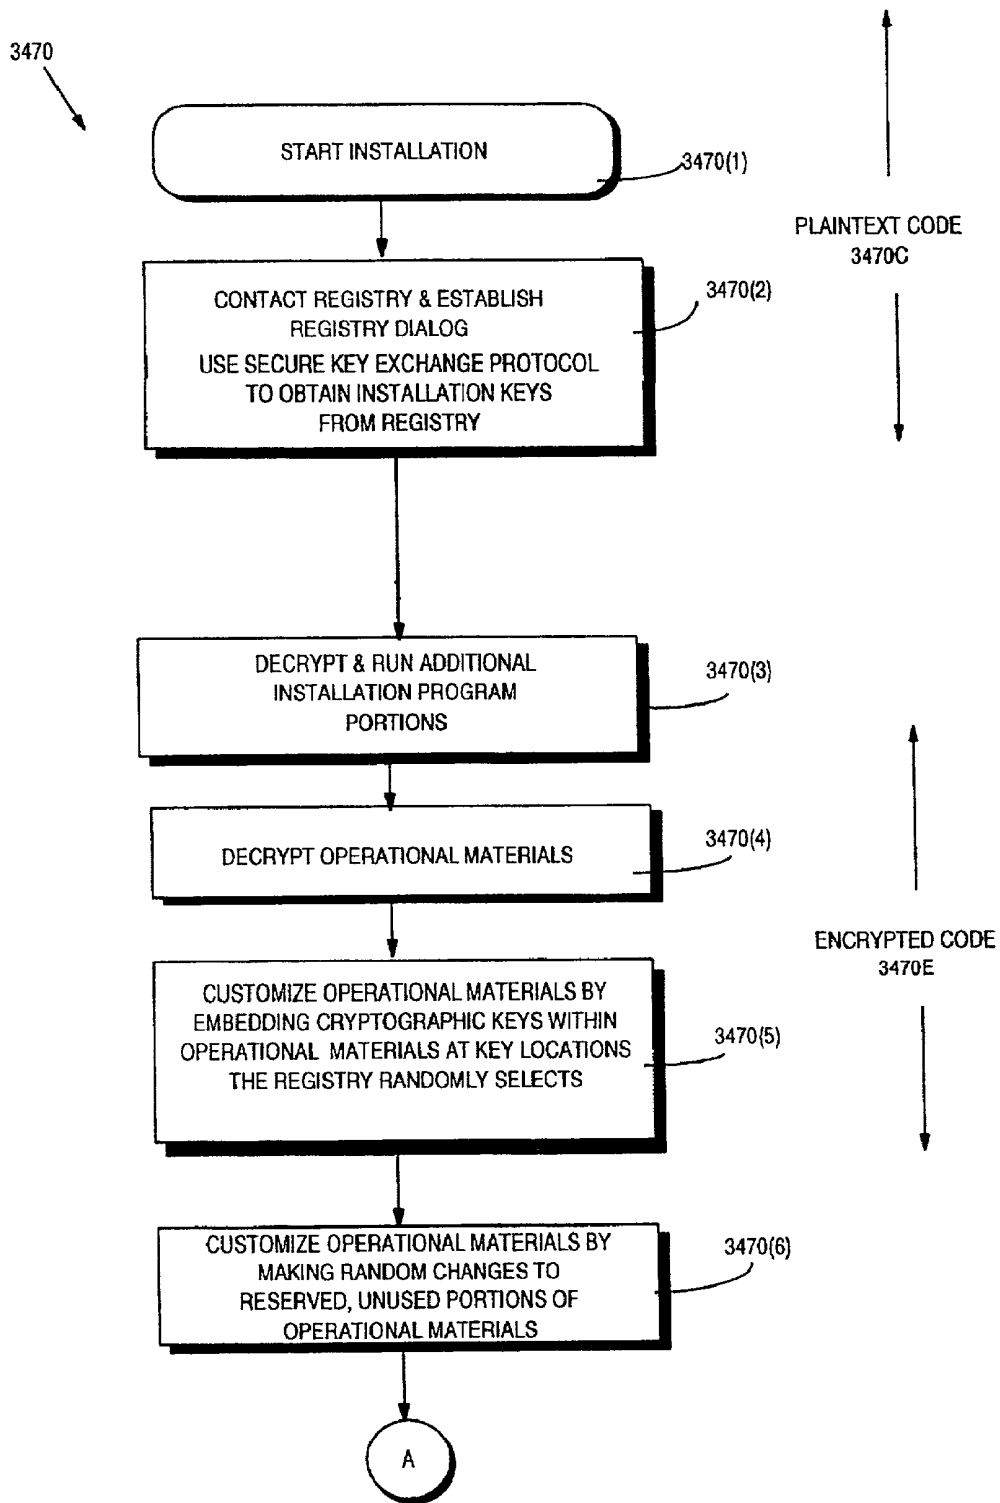 3470
START INSTALLATION
3470(1)
PLAINTEXT CODE
3470C
CONTACT REGISTRY & ESTABLISH
REGISTRY DIALOG
USE SECURE KEY EXCHANGE PROTOCOL
TO OBTAIN INSTALLATION KEYS
FROM REGISTRY
3470(2)
DECRYPT & RUN ADDITIONAL
INSTALLATION PROGRAM
PORTIONS
3470(3)
DECRYPT OPERATIONAL MATERIALS
3470(4)
ENCRYPTED CODE
3470E
CUSTOMIZE OPERATIONAL MATERIALS BY
EMBEDDING CRYPTOGRAPHIC KEYS WITHIN
OPERATIONAL MATERIALS AT KEY LOCATIONS
THE REGISTRY RANDOMLY SELECTS
3470(5)
CUSTOMIZE OPERATIONAL MATERIALS BY
MAKING RANDOM CHANGES TO
RESERVED, UNUSED PORTIONS OF
OPERATIONAL MATERIALS
3470(6)
A